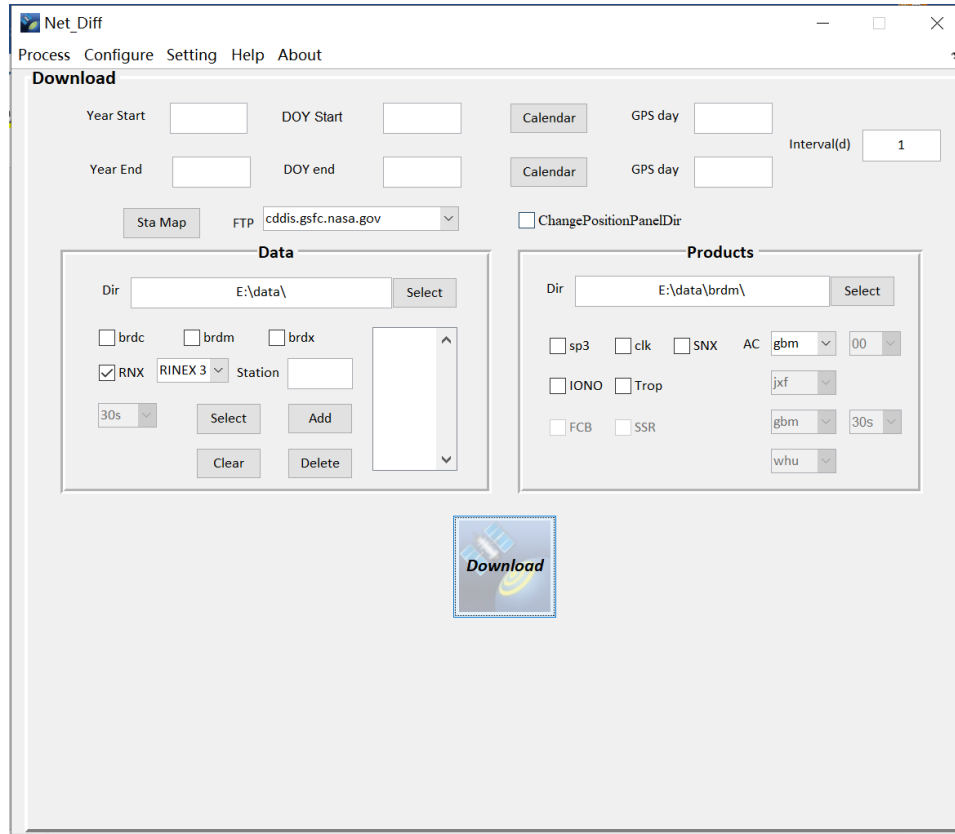 Net_Diff
Process Configure Setting Help About
Download
Year Start DOY Start Calendar GPS day
Interval(d) 1
Year End DOY end Calendar GPS day
Sta Map FTP cddis.gsfc.nasa.gov ChangePositionPanelDir
Data
Dir E:\data\ Select
brdc brdm brdx
RNX RINEX 3 Station
30s Select Add
Clear Delete
Products
Dir E:\data\brdm\ Select
sp3 clk SNX AC gbm 00
IONO Trop jxf
FCB SSR gbm 30s
whu
Download